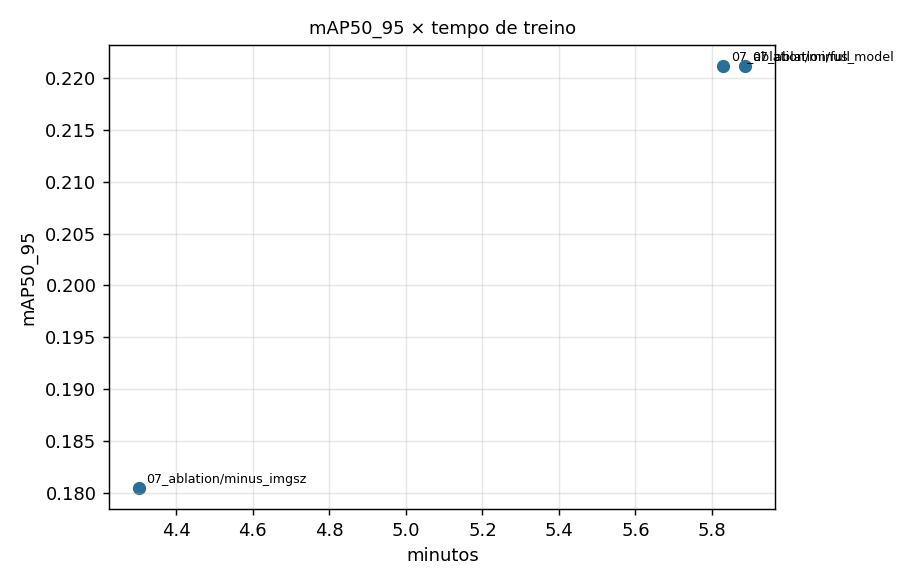 mAP50_95 × tempo de treino
07_ablation/full_model
0.220
0.215
0.210
0.205
0.200
0.195
0.190
0.185
0.180
mAP50_95
07_ablation/minus_imgsz
4.4 4.6 4.8 5.0 5.2 5.4 5.6 5.8
minutos